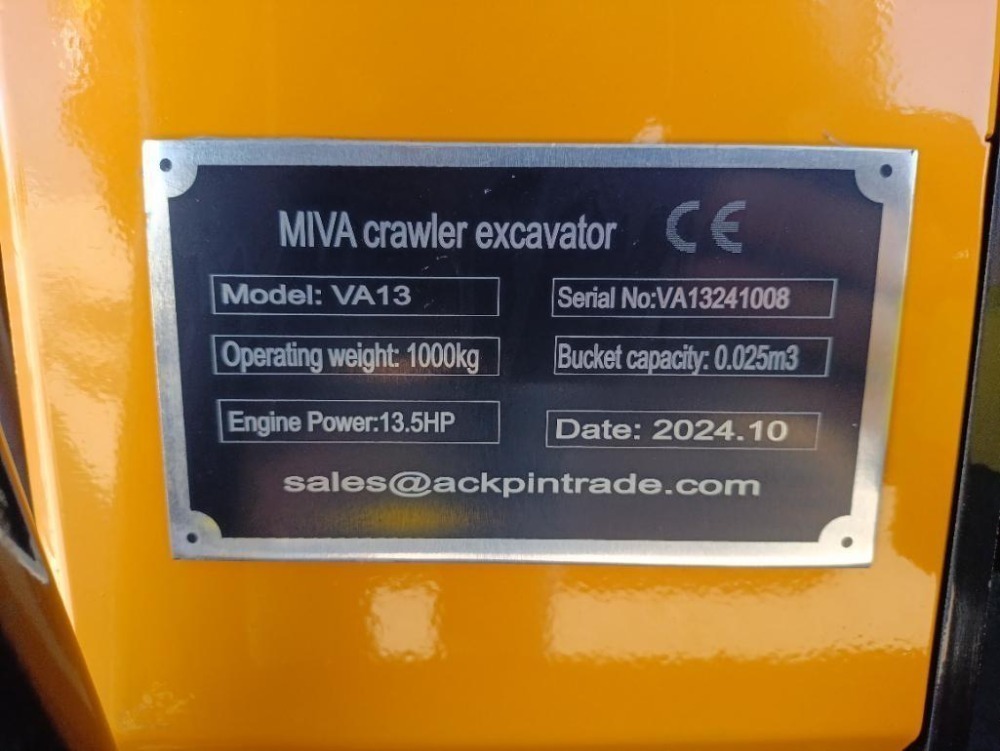 MIVA crawler excavator CE
Model: VA13
Serial No:VA13241008
Operating weight: 1000kg
Bucket capacity: 0.025m3
Engine Power:13.5HP
Date: 2024.10
sales@ackpintrade.com